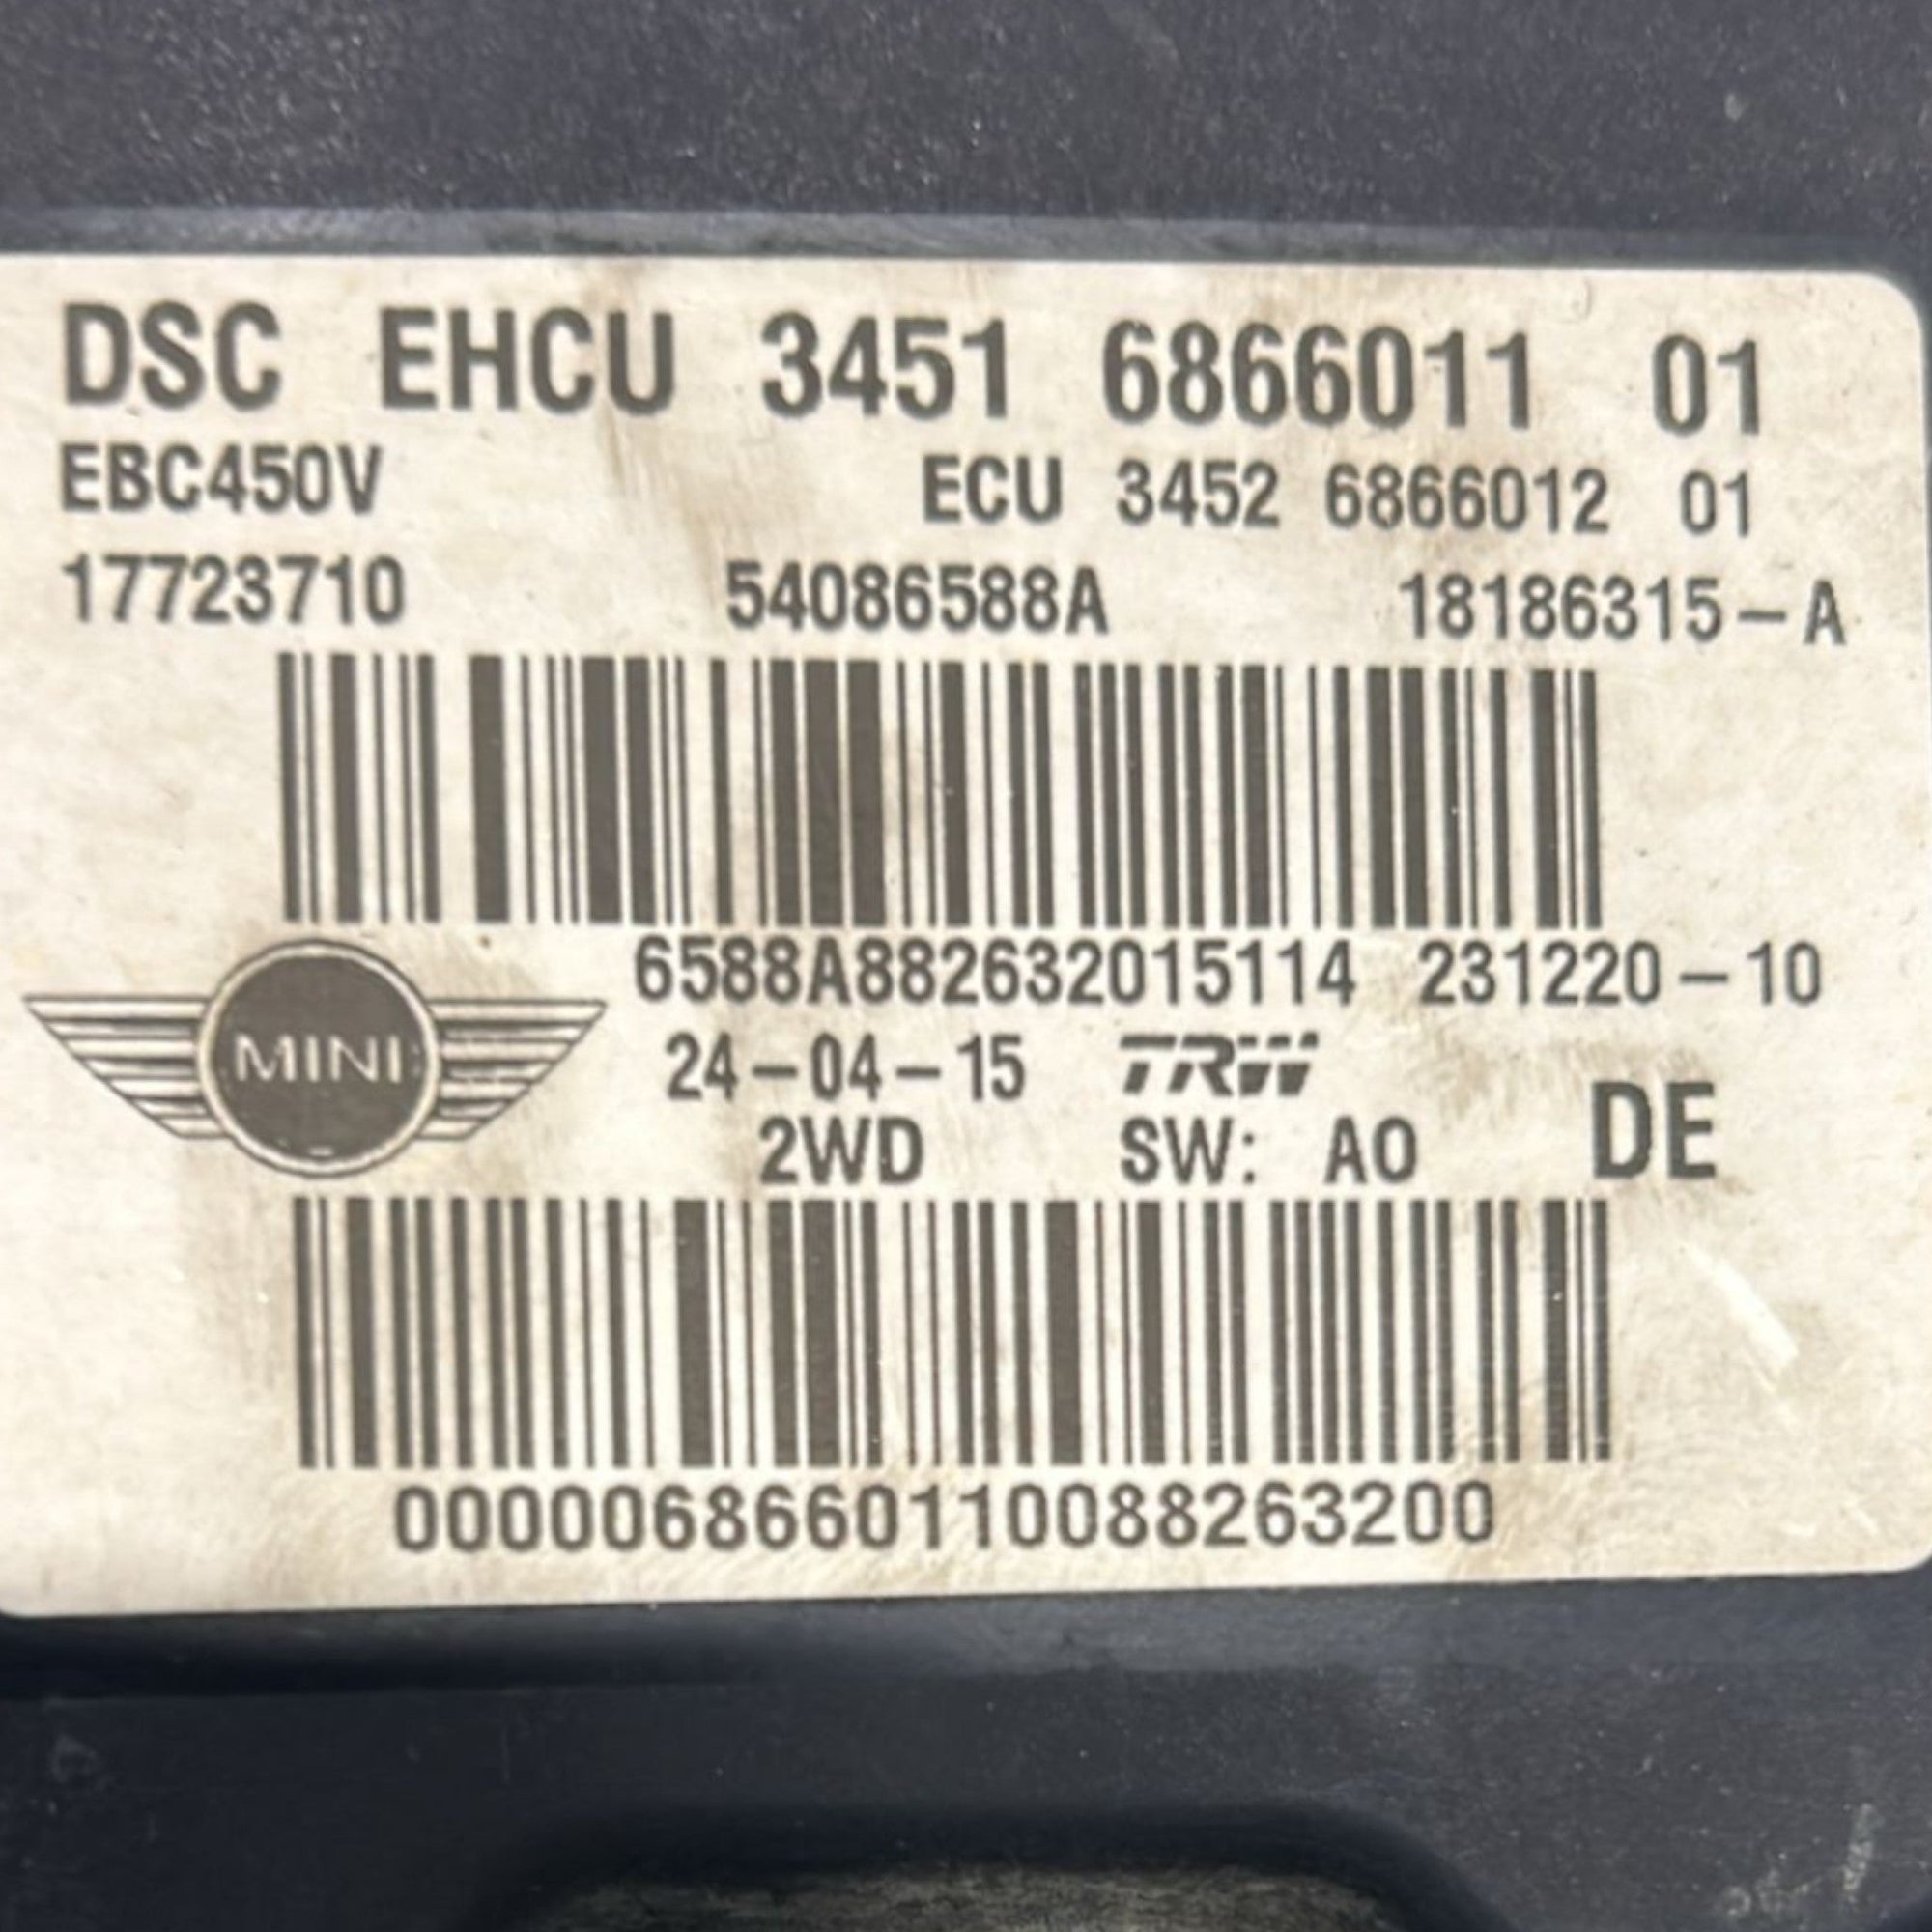 DSC EHCU 3451 6866011 01
EBC450V ECU 3452 6866012 01
17723710 54086588A 18186315-A
6588A882632015114 231220-10
MINI 24-04-15 TRW
2WD SW: A0 DE
0000068660110088263200